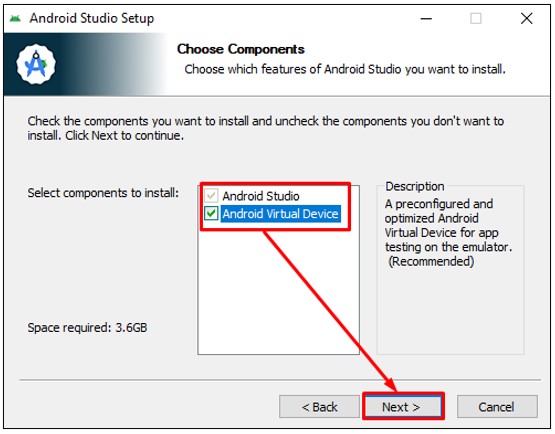 Android Studio Setup
Choose Components
Choose which features of Android Studio you want to install.
Check the components you want to install and uncheck the components you don't want to
install. Click Next to continue.
Select components to install:
Android Studio
Android Virtual Device
Description
A preconfigured and
optimized Android
Virtual Device for app
testing on the emulator.
(Recommended)
Space required: 3.6GB
< Back
Next >
Cancel